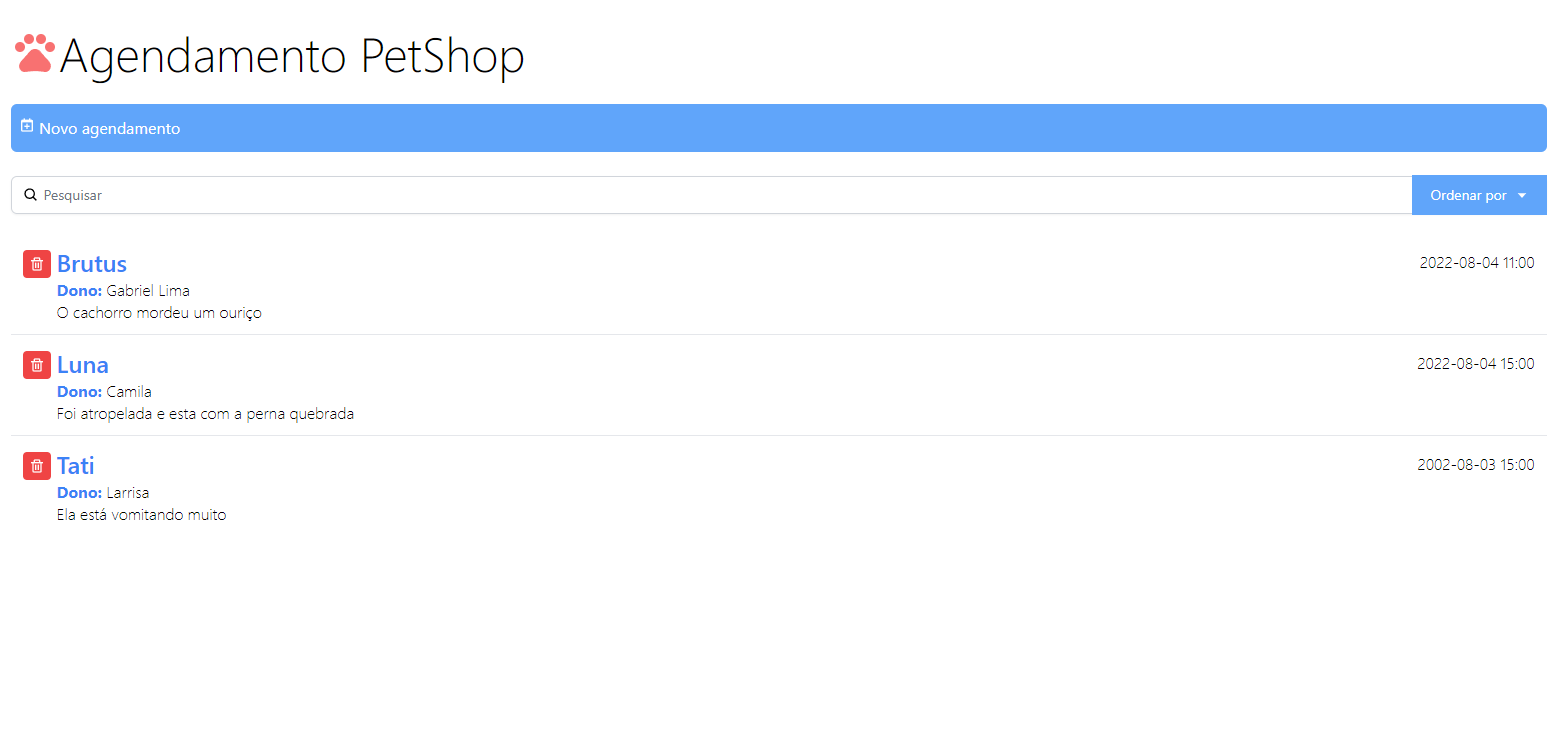 Agendamento PetShop
Novo agendamento
Pesquisar
Ordenar por
Brutus
2022-08-04 11:00
Dono: Gabriel Lima
O cachorro mordeu um ouriço
Luna
2022-08-04 15:00
Dono: Camila
Foi atropelada e esta com a perna quebrada
Tati
2002-08-03 15:00
Dono: Larrisa
Ela está vomitando muito